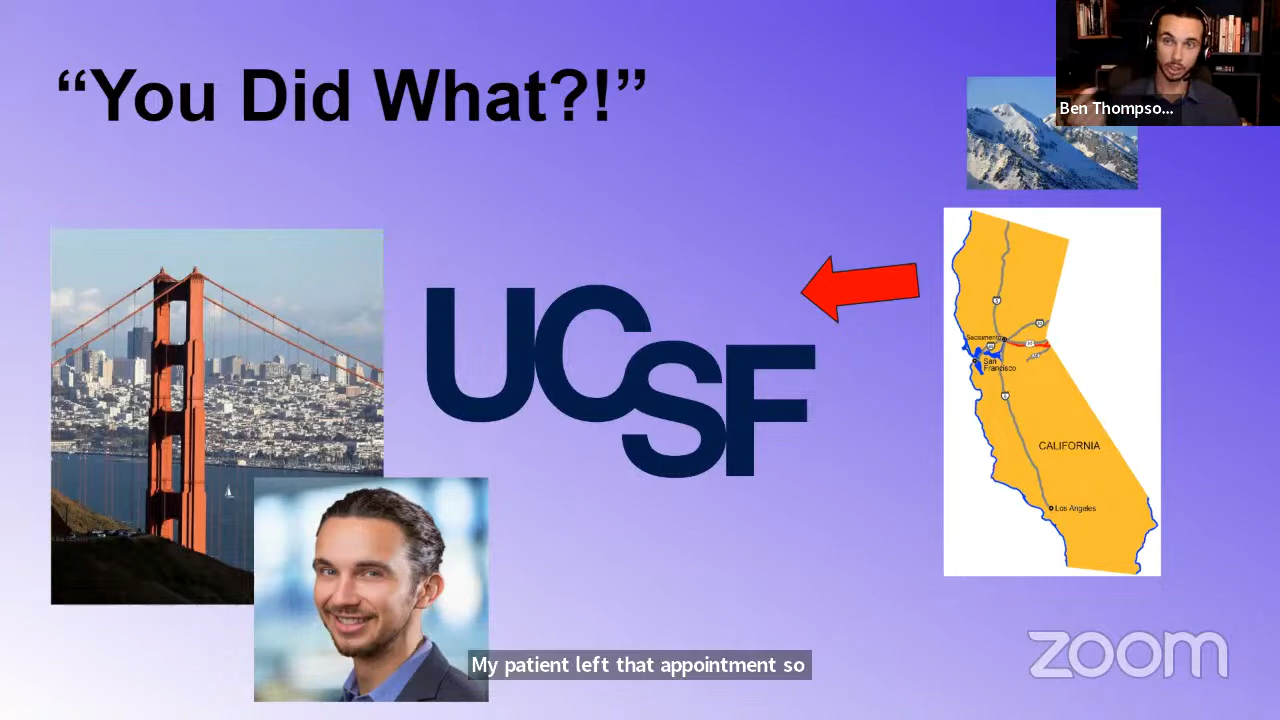 “You Did What?!”
Ben Thompso...
UCSF
Sacramento
San
Francisco
CALIFORNIA
Los Angeles
My patient left that appointment so
zoom